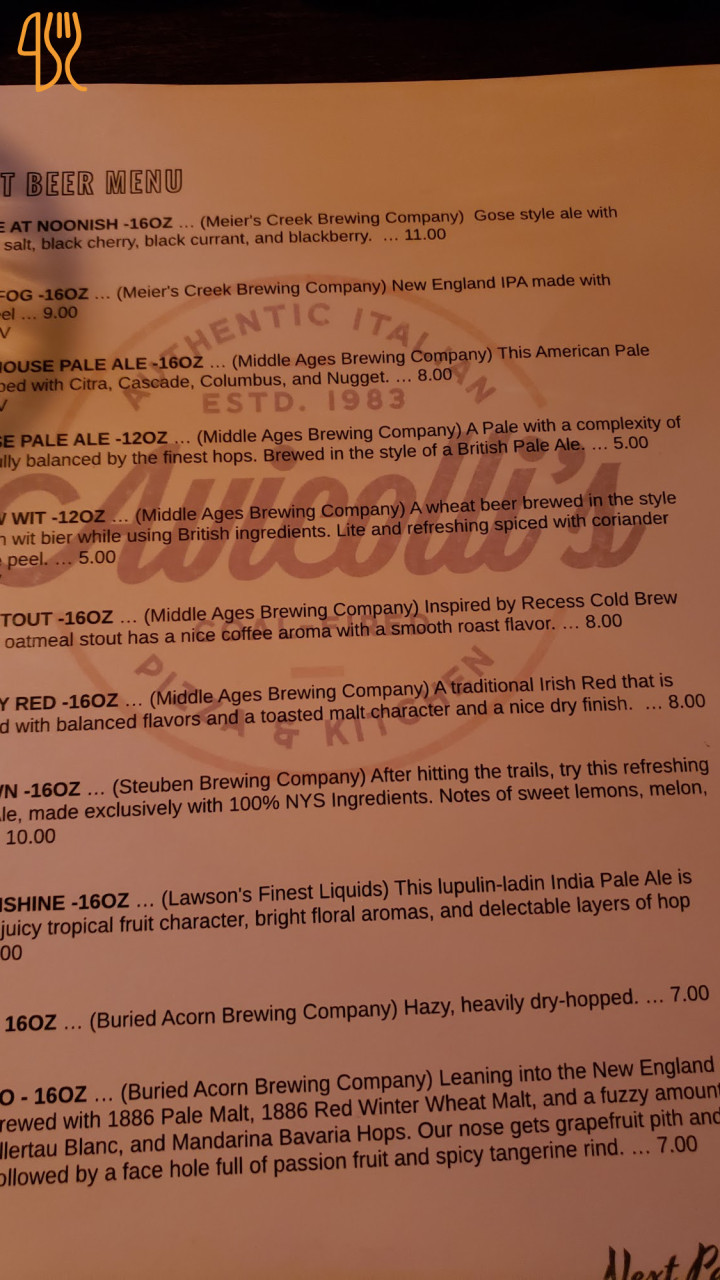 T BEER MENU
E AT NOONISH -16OZ … (Meier's Creek Brewing Company) Gose style ale with
salt, black cherry, black currant, and blackberry. … 11.00
FOG -16OZ … (Meier's Creek Brewing Company) New England IPA made with
el … 9.00
V
HOUSE PALE ALE -16OZ … (Middle Ages Brewing Company) This American Pale
ped with Citra, Cascade, Columbus, and Nugget. … 8.00
V
SE PALE ALE -12OZ … (Middle Ages Brewing Company) A Pale with a complexity of
ully balanced by the finest hops. Brewed in the style of a British Pale Ale. … 5.00
W WIT -12OZ … (Middle Ages Brewing Company) A wheat beer brewed in the style
n wit bier while using British ingredients. Lite and refreshing spiced with coriander
peel. … 5.00
TOUT -16OZ … (Middle Ages Brewing Company) Inspired by Recess Cold Brew
oatmeal stout has a nice coffee aroma with a smooth roast flavor. … 8.00
Y RED -16OZ … (Middle Ages Brewing Company) A traditional Irish Red that is
d with balanced flavors and a toasted malt character and a nice dry finish. … 8.00
WN -16OZ … (Steuben Brewing Company) After hitting the trails, try this refreshing
Ale, made exclusively with 100% NYS Ingredients. Notes of sweet lemons, melon,
10.00
NSHINE -16OZ … (Lawson's Finest Liquids) This lupulin-ladin India Pale Ale is
juicy tropical fruit character, bright floral aromas, and delectable layers of hop
00
16OZ … (Buried Acorn Brewing Company) Hazy, heavily dry-hopped. … 7.00
O - 16OZ … (Buried Acorn Brewing Company) Leaning into the New England
rewed with 1886 Pale Malt, 1886 Red Winter Wheat Malt, and a fuzzy amount
llertau Blanc, and Mandarina Bavaria Hops. Our nose gets grapefruit pith and
ollowed by a face hole full of passion fruit and spicy tangerine rind. … 7.00
AUTHENTIC ITALIAN
ESTD. 1983
Avicolli's
COAL-FIRED
PIZZA & KITCHEN
Next Pa